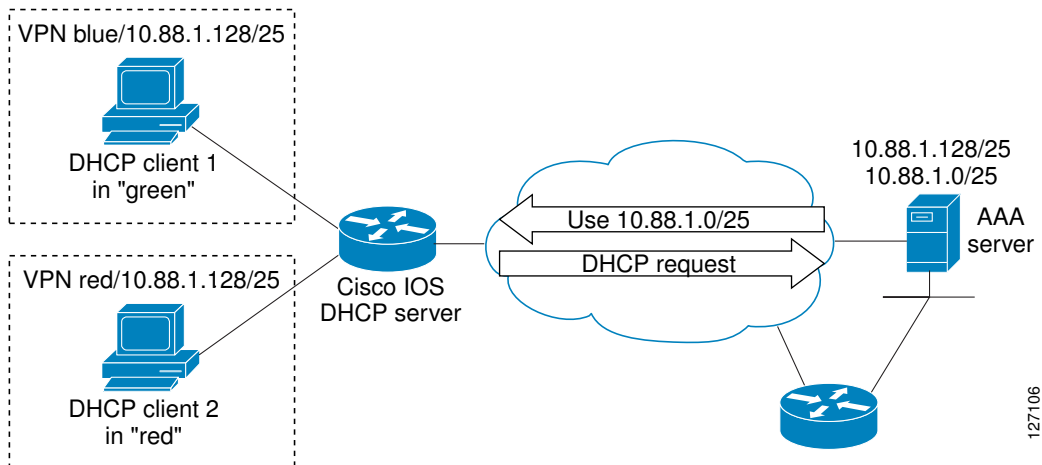 VPN blue/10.88.1.128/25
DHCP client 1
in "green"
VPN red/10.88.1.128/25
DHCP client 2
in "red"
Cisco IOS
DHCP server
Use 10.88.1.0/25
DHCP request
10.88.1.128/25
10.88.1.0/25
AAA
server
127106